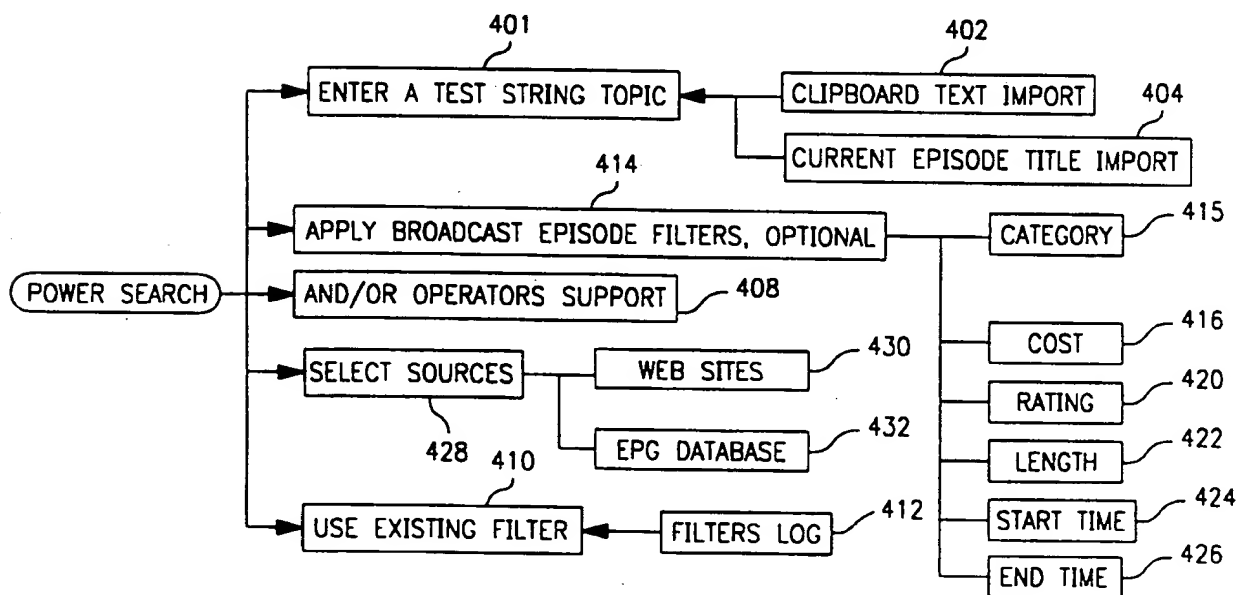 401
402
ENTER A TEST STRING TOPIC
CLIPBOARD TEXT IMPORT
404
CURRENT EPISODE TITLE IMPORT
414
415
APPLY BROADCAST EPISODE FILTERS, OPTIONAL
CATEGORY
POWER SEARCH
AND/OR OPERATORS SUPPORT
408
416
COST
SELECT SOURCES
WEB SITES
430
420
RATING
428
EPG DATABASE
432
422
LENGTH
410
USE EXISTING FILTER
FILTERS LOG
412
424
START TIME
426
END TIME